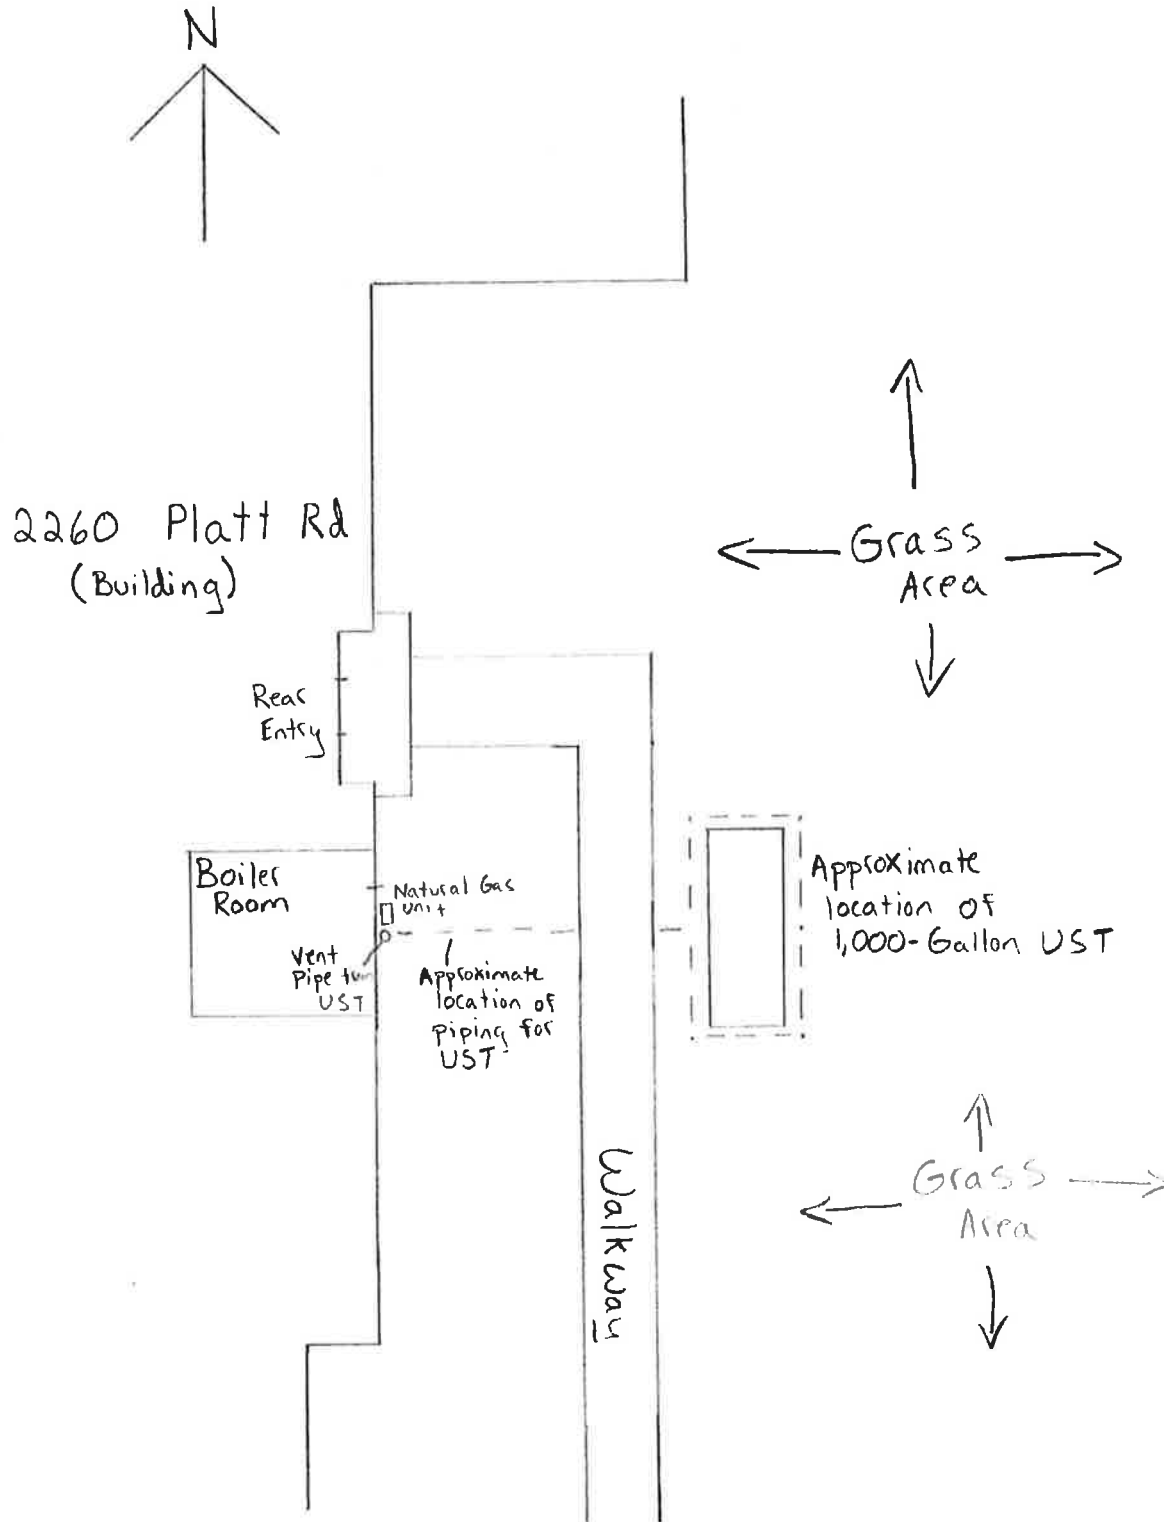 N
2260 Platt Rd
(Building)
Grass
Area
Rear
Entry
Boiler
Room
Natural Gas
Unit
Vent
Pipe
UST
Approximate
location of
piping for
UST
Approximate
location of
1,000-Gallon UST
Walkway
Grass
Area